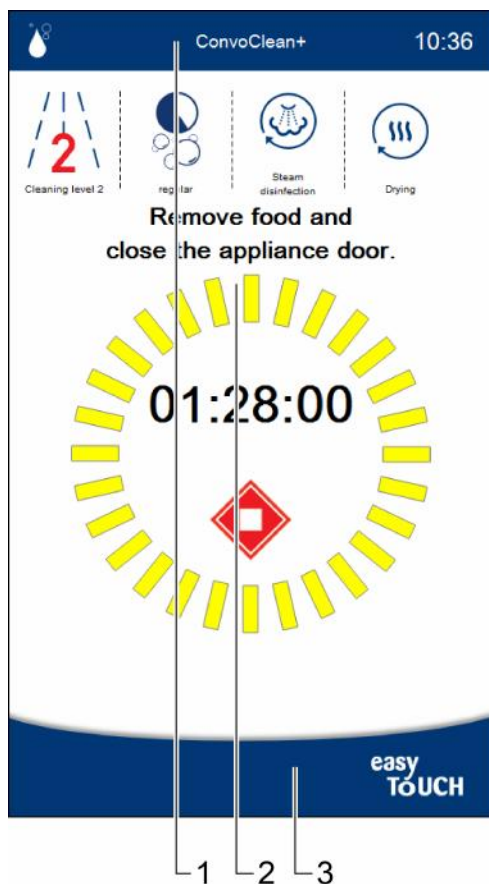 ConvoClean+
10:36
2
Cleaning level 2
regular
Steam
disinfection
Drying
Remove food and
close the appliance door.
01:28:00
easy
TOUCH
1
2
3